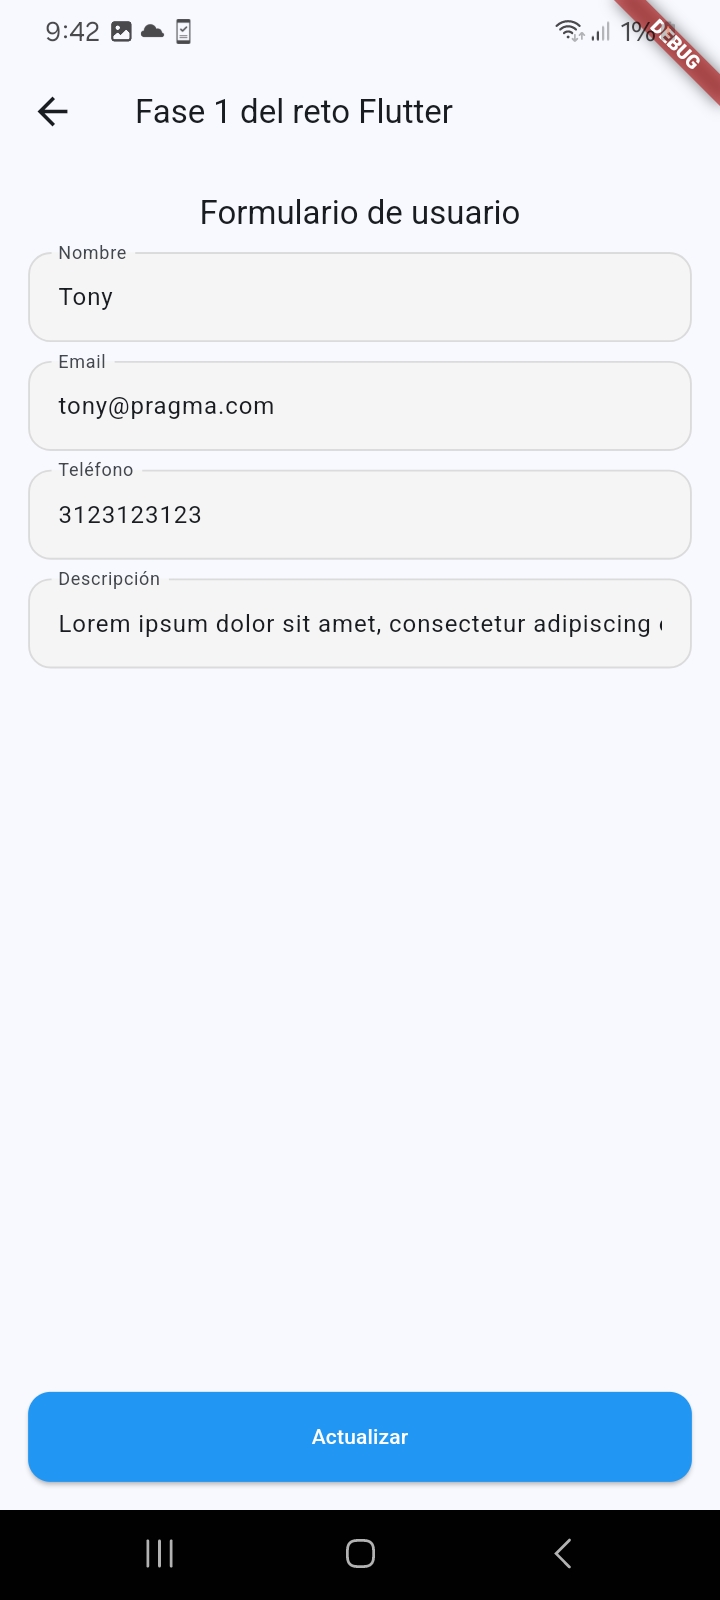 9:42
1%
DEBUG
Fase 1 del reto Flutter
Formulario de usuario
Nombre
Tony
Email
tony@pragma.com
Teléfono
3123123123
Descripción
Lorem ipsum dolor sit amet, consectetur adipiscing
Actualizar